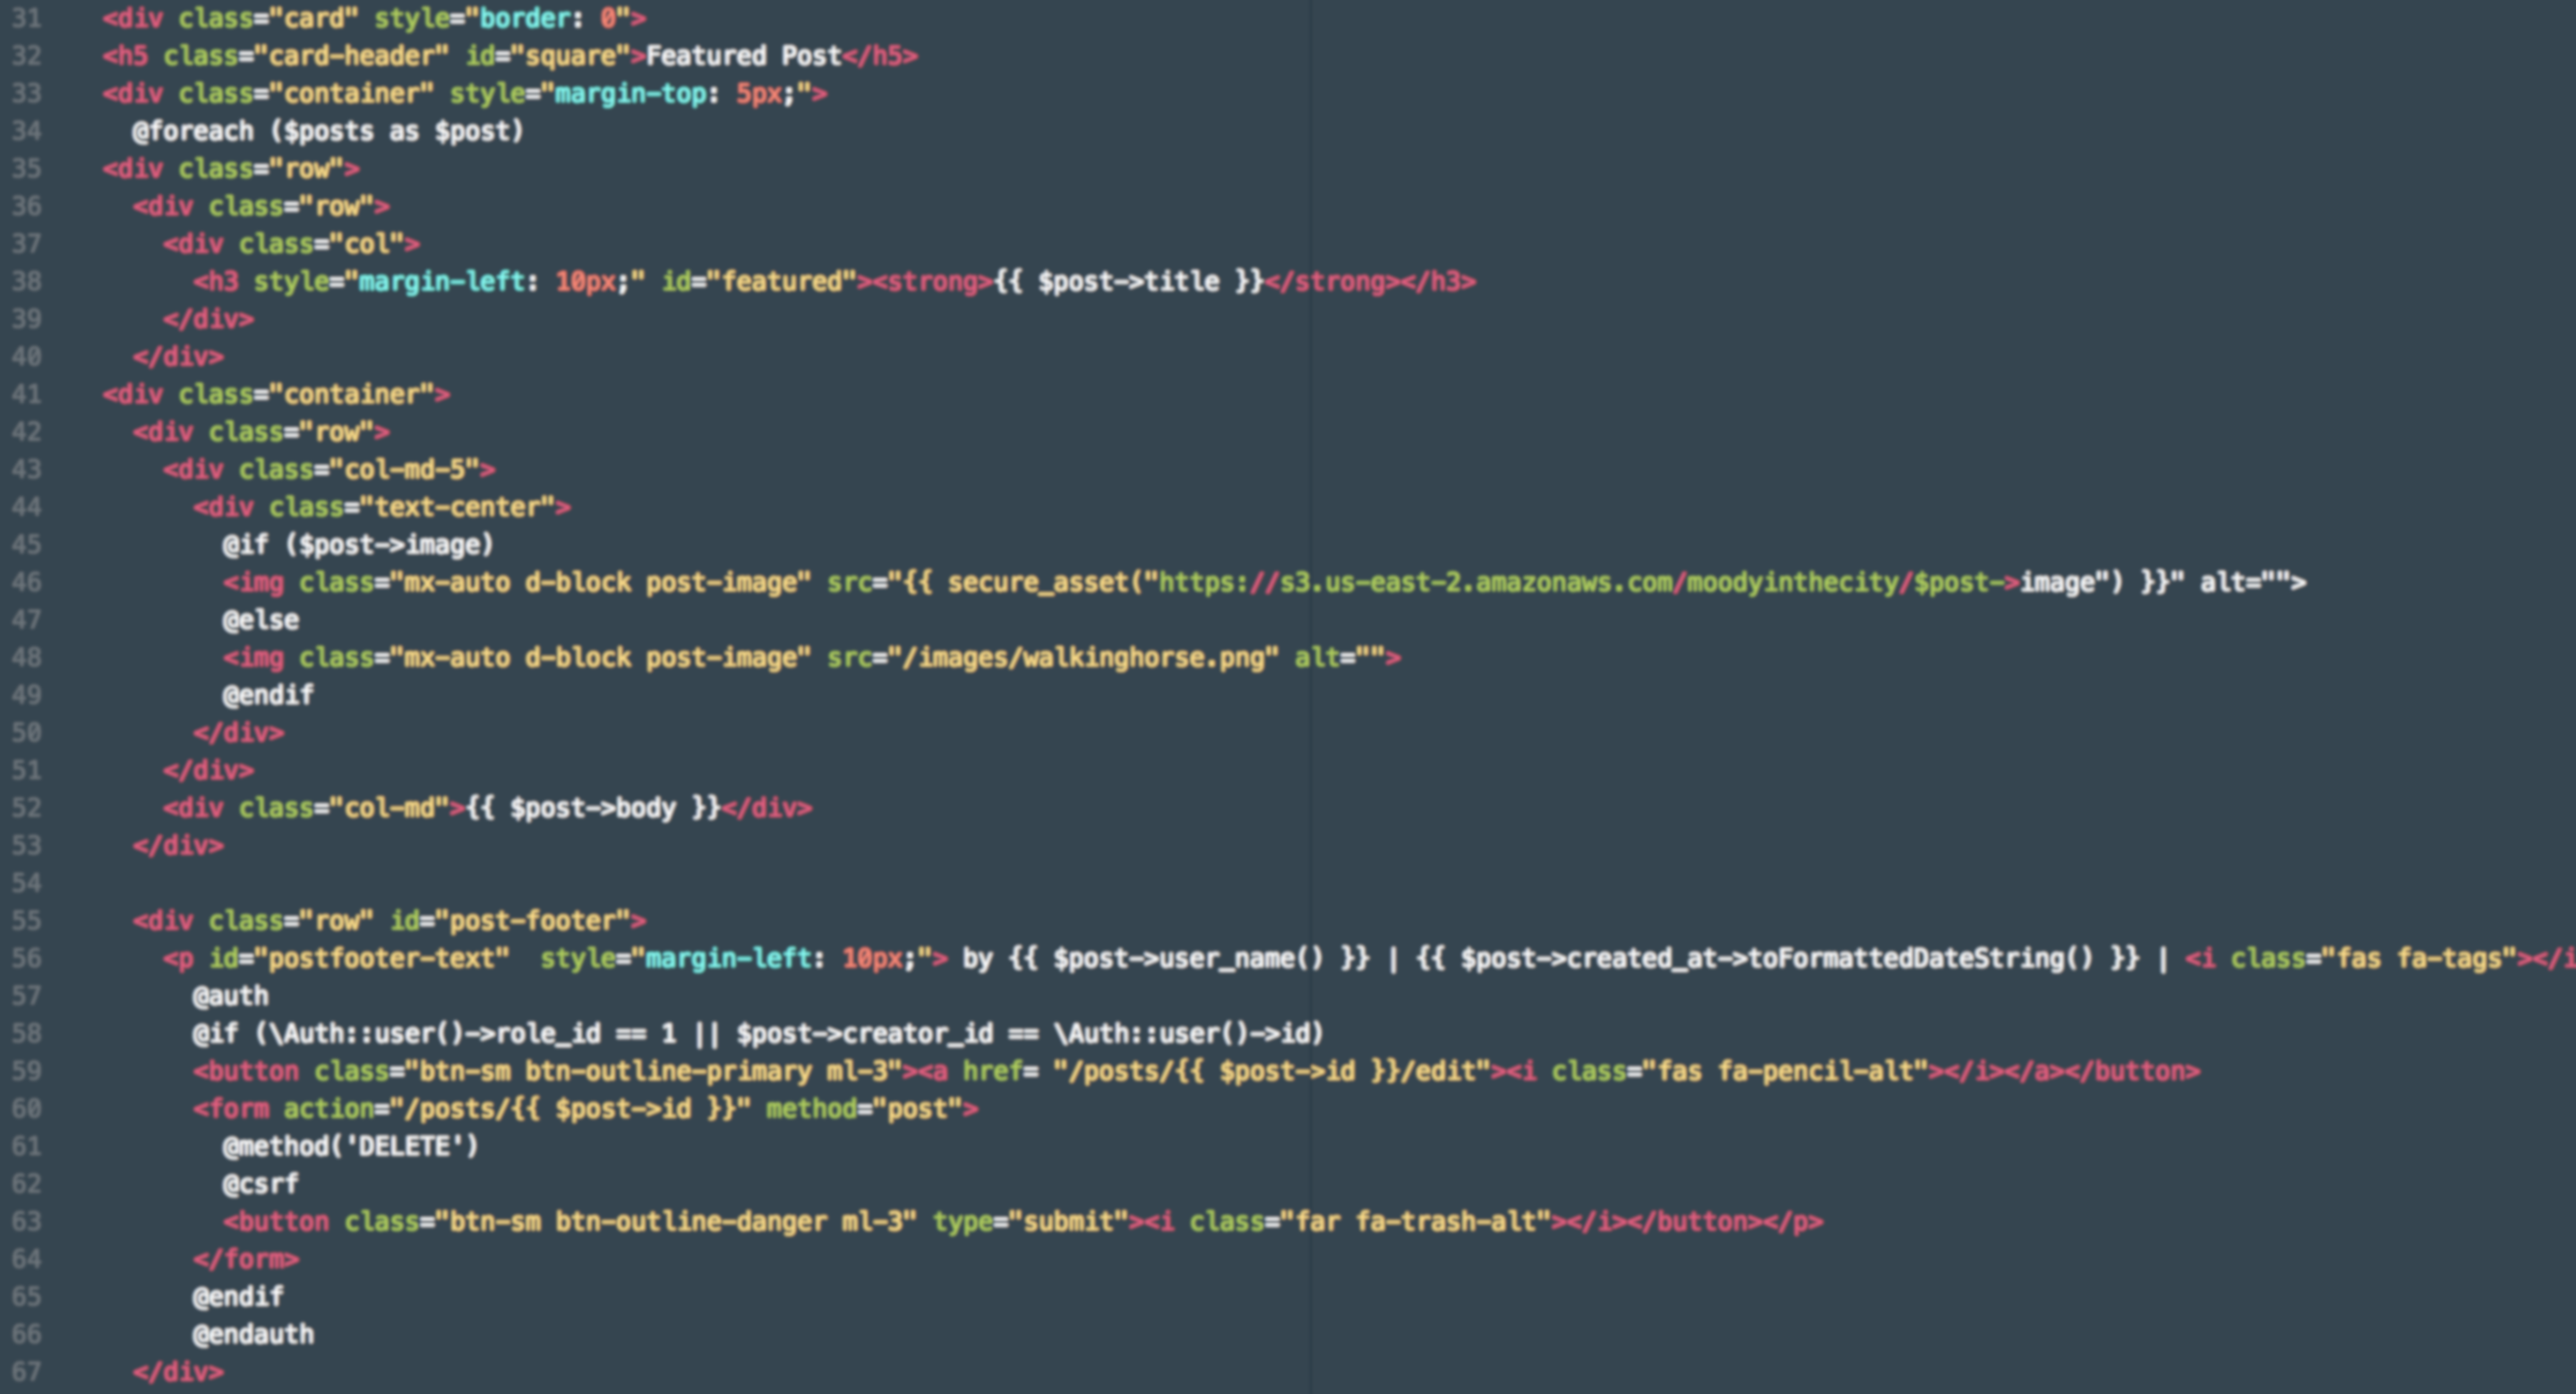 31 <div class="card" style="border: 0">
32 <h5 class="card-header" id="square">Featured Post</h5>
33 <div class="container" style="margin-top: 5px;">
34 @foreach ($posts as $post)
35 <div class="row">
36 <div class="row">
37 <div class="col">
38 <h3 style="margin-left: 10px;" id="featured"><strong>{{ $post->title }}</strong></h3>
39 </div>
40 </div>
41 <div class="container">
42 <div class="row">
43 <div class="col-md-5">
44 <div class="text-center">
45 @if ($post->image)
46 <img class="mx-auto d-block post-image" src="{{ secure_asset("https://s3.us-east-2.amazonaws.com/moodyinthecity/$post->image") }}" alt="">
47 @else
48 <img class="mx-auto d-block post-image" src="/images/walkinghorse.png" alt="">
49 @endif
50 </div>
51 </div>
52 <div class="col-md">{{ $post->body }}</div>
53 </div>
54
55 <div class="row" id="post-footer">
56 <p id="postfooter-text"  style="margin-left: 10px;"> by {{ $post->user_name() }} | {{ $post->created_at->toFormattedDateString() }} | <i class="fas fa-tags"></i
57 @auth
58 @if (\Auth::user()->role_id == 1 || $post->creator_id == \Auth::user()->id)
59 <button class="btn-sm btn-outline-primary ml-3"><a href= "/posts/{{ $post->id }}/edit"><i class="fas fa-pencil-alt"></i></a></button>
60 <form action="/posts/{{ $post->id }}" method="post">
61 @method('DELETE')
62 @csrf
63 <button class="btn-sm btn-outline-danger ml-3" type="submit"><i class="far fa-trash-alt"></i></button></p>
64 </form>
65 @endif
66 @endauth
67 </div>